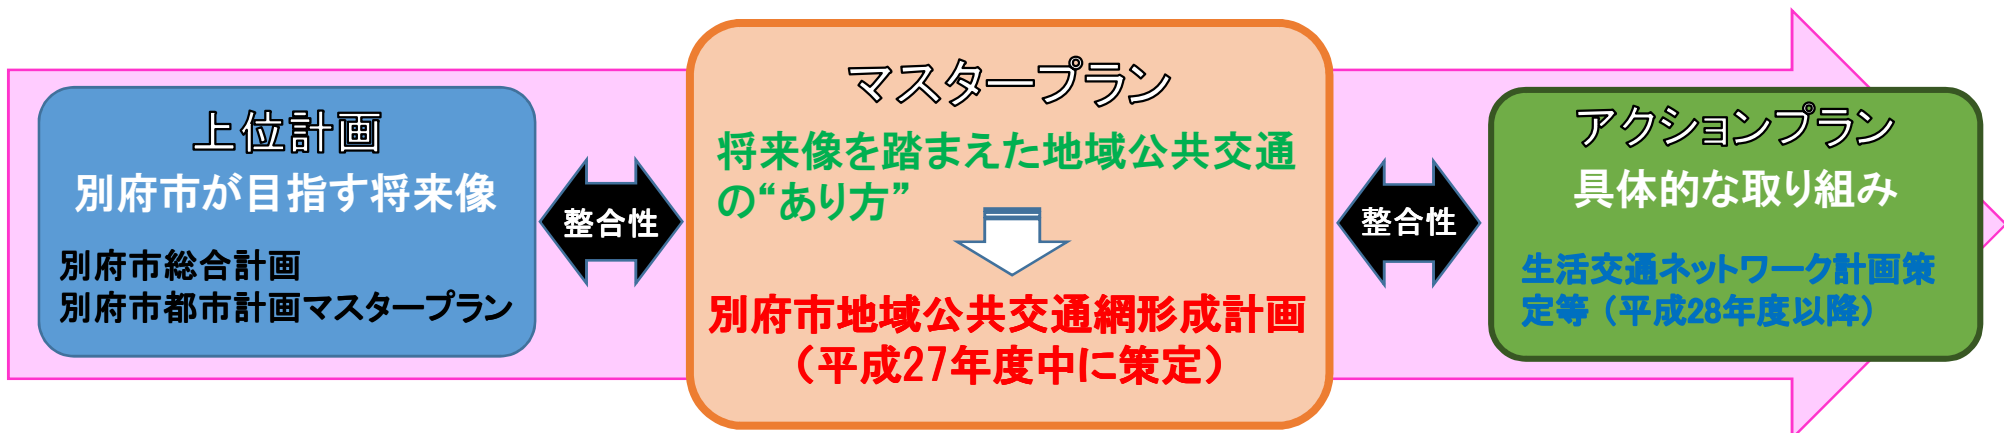 上位計画
別府市が目指す将来像
別府市総合計画
別府市都市計画マスタープラン
整合性
マスタープラン
将来像を踏まえた地域公共交通
の“あり方”
別府市地域公共交通網形成計画
（平成27年度中に策定）
整合性
アクションプラン
具体的な取り組み
生活交通ネットワーク計画策
定等（平成28年度以降）